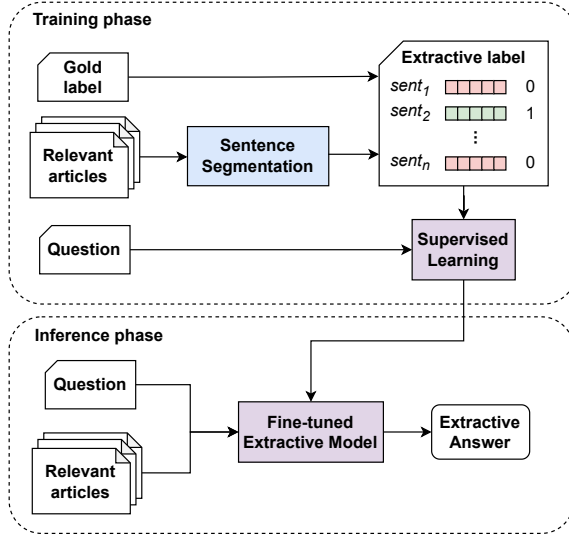 Training phase
Gold
label
Extractive label
sent1 0
sent2 1
⋮
sentn 0
Relevant
articles
Sentence
Segmentation
Question
Supervised
Learning
Inference phase
Question
Relevant
articles
Fine-tuned
Extractive Model
Extractive
Answer